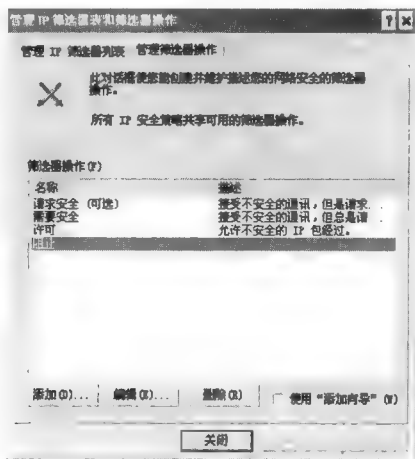 管理 IP 筛选器表和筛选器操作
管理 IP 筛选器列表 管理筛选器操作
此对话框使您能创建并维护描述您的网络安全的筛选器
操作。
所有 IP 安全策略共享可用的筛选器操作。
筛选器操作(F)
名称 描述
请求安全 (可选) 接受不安全的通讯，但是请求...
需要安全 接受不安全的通讯，但总是请...
许可 允许不安全的 IP 包经过。
阻止
添加(D)... 编辑(E)... 删除(R) 使用“添加向导”(W)
关闭